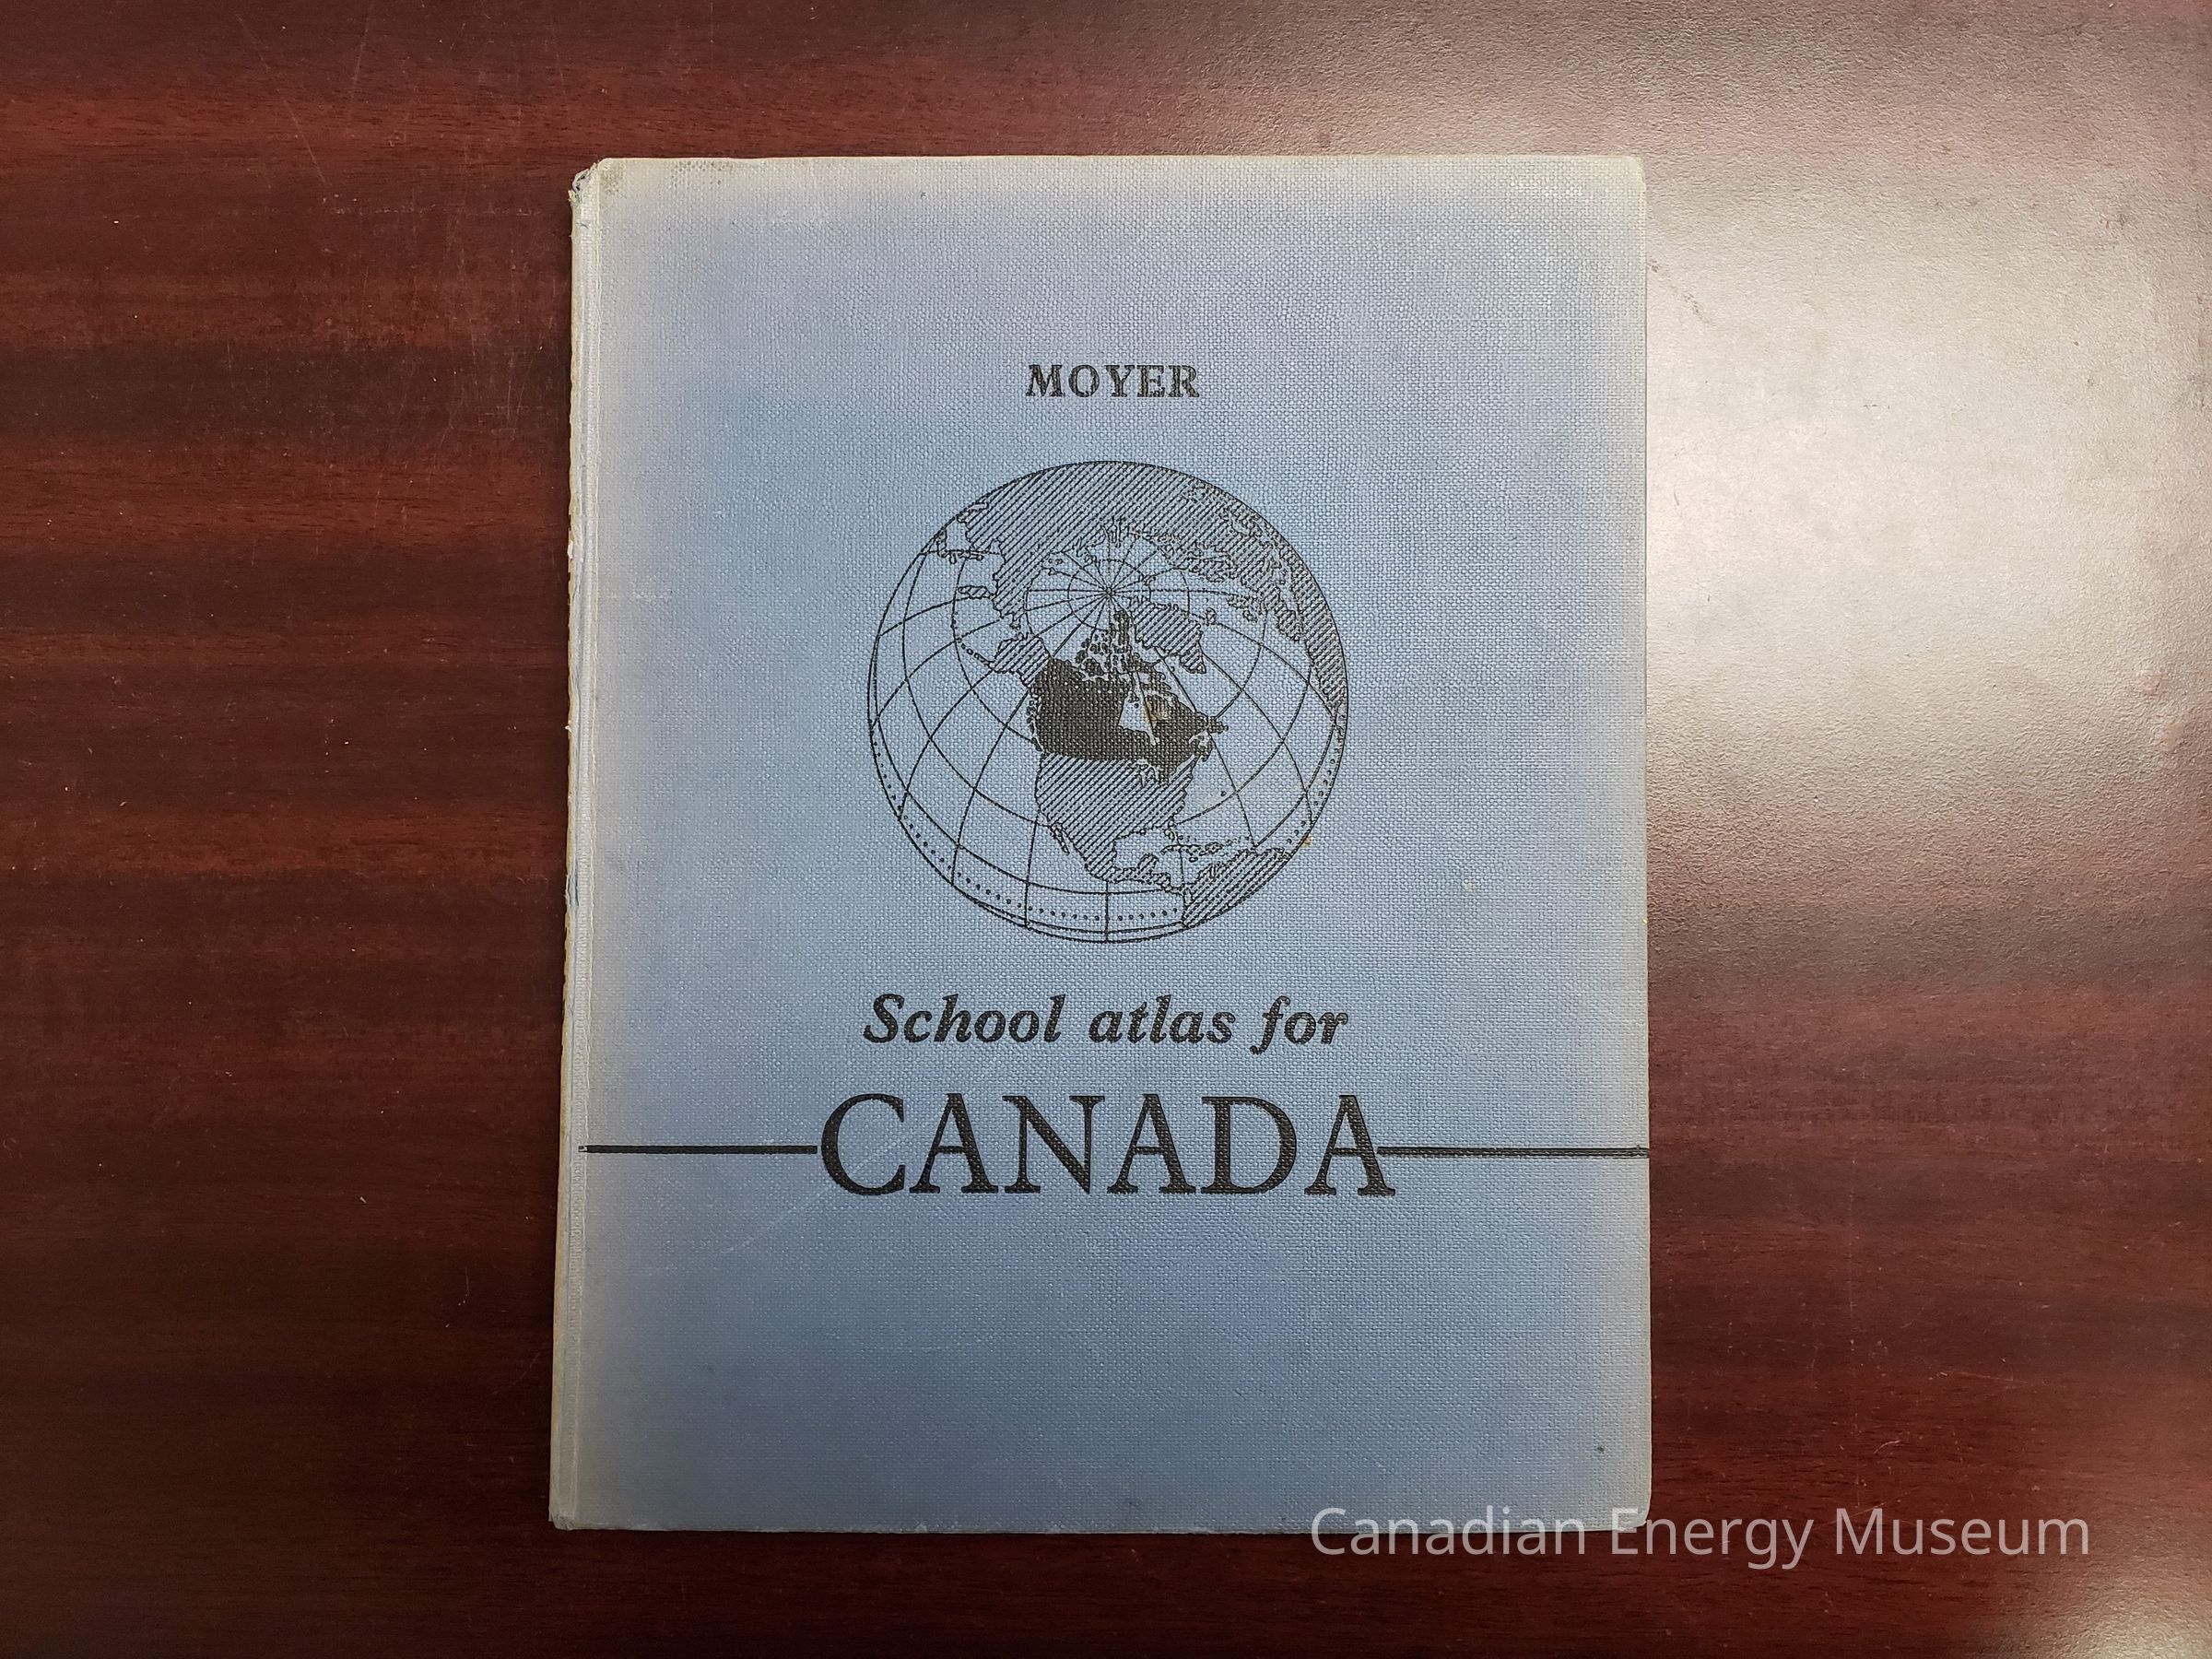 MOYER
School atlas for
CANADA
Canadian Energy Museum